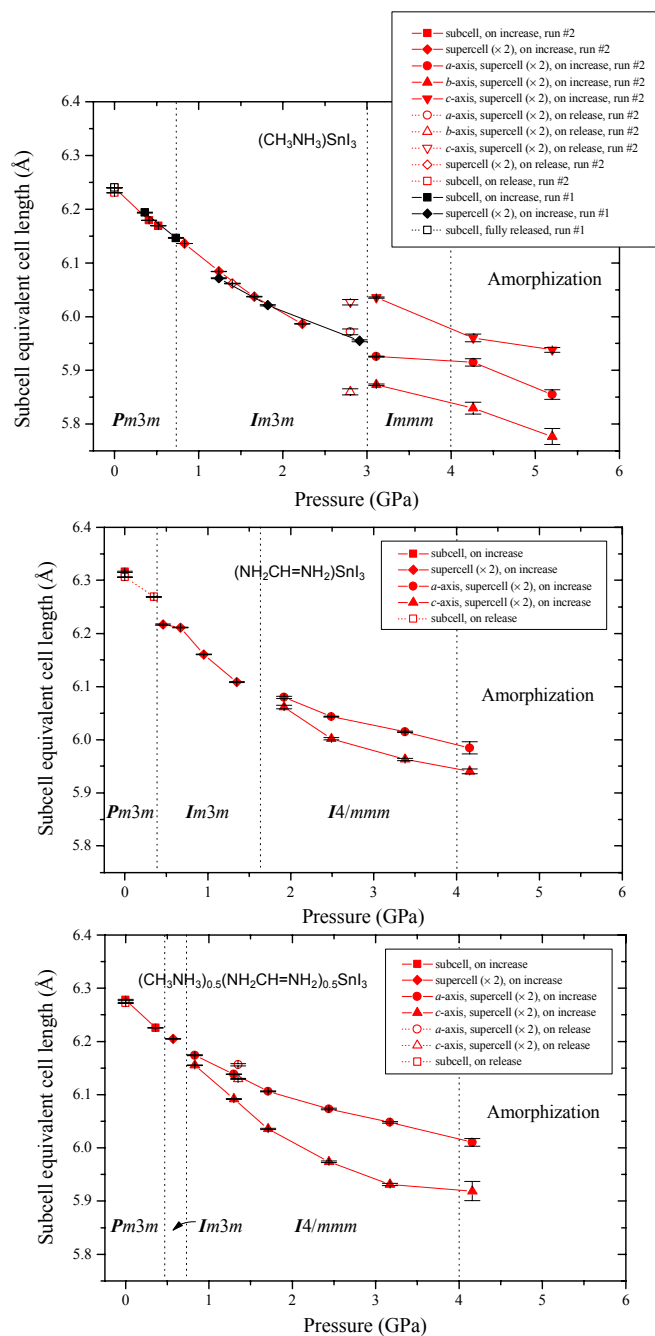 subcell, on increase, run #2
supercell (× 2), on increase, run #2
a-axis, supercell (× 2), on increase, run #2
b-axis, supercell (× 2), on increase, run #2
c-axis, supercell (× 2), on increase, run #2
a-axis, supercell (× 2), on release, run #2
b-axis, supercell (× 2), on release, run #2
c-axis, supercell (× 2), on release, run #2
supercell (× 2), on release, run #2
subcell, on release, run #2
subcell, on increase, run #1
supercell (× 2), on increase, run #1
subcell, fully released, run #1
(CH3NH3)SnI3
Amorphization
Pm3m
Im3m
Immm
6.4
6.3
6.2
6.1
6.0
5.9
5.8
Subcell equivalent cell length (Å)
0 1 2 3 4 5 6
Pressure (GPa)
subcell, on increase
supercell (× 2), on increase
a-axis, supercell (× 2), on increase
c-axis, supercell (× 2), on increase
subcell, on release
(NH2CH=NH2)SnI3
Amorphization
Pm3m
Im3m
I4/mmm
6.4
6.3
6.2
6.1
6.0
5.9
5.8
Subcell equivalent cell length (Å)
0 1 2 3 4 5 6
Pressure (GPa)
subcell, on increase
supercell (× 2), on increase
a-axis, supercell (× 2), on increase
c-axis, supercell (× 2), on increase
a-axis, supercell (× 2), on release
c-axis, supercell (× 2), on release
subcell, on release
(CH3NH3)0.5(NH2CH=NH2)0.5SnI3
Amorphization
Pm3m
Im3m
I4/mmm
6.4
6.3
6.2
6.1
6.0
5.9
5.8
Subcell equivalent cell length (Å)
0 1 2 3 4 5 6
Pressure (GPa)